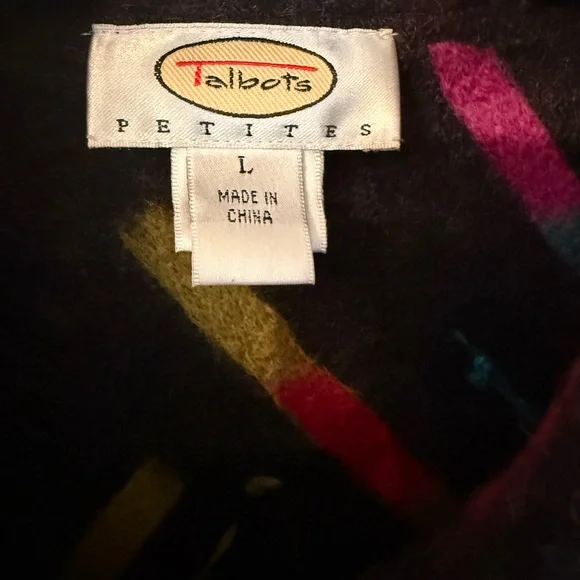 Talbots
PETITES
L
MADE IN
CHINA